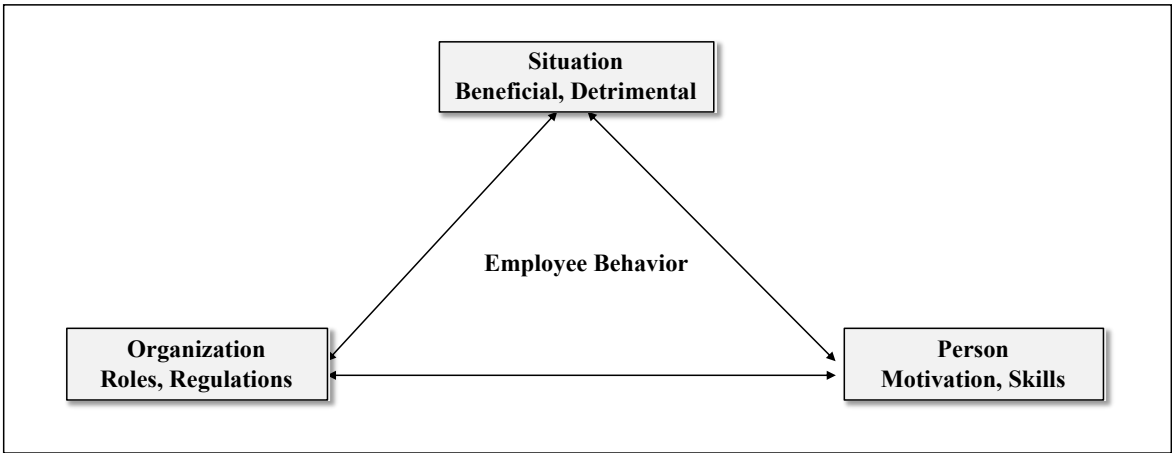 Situation
Beneficial, Detrimental
Employee Behavior
Organization
Roles, Regulations
Person
Motivation, Skills